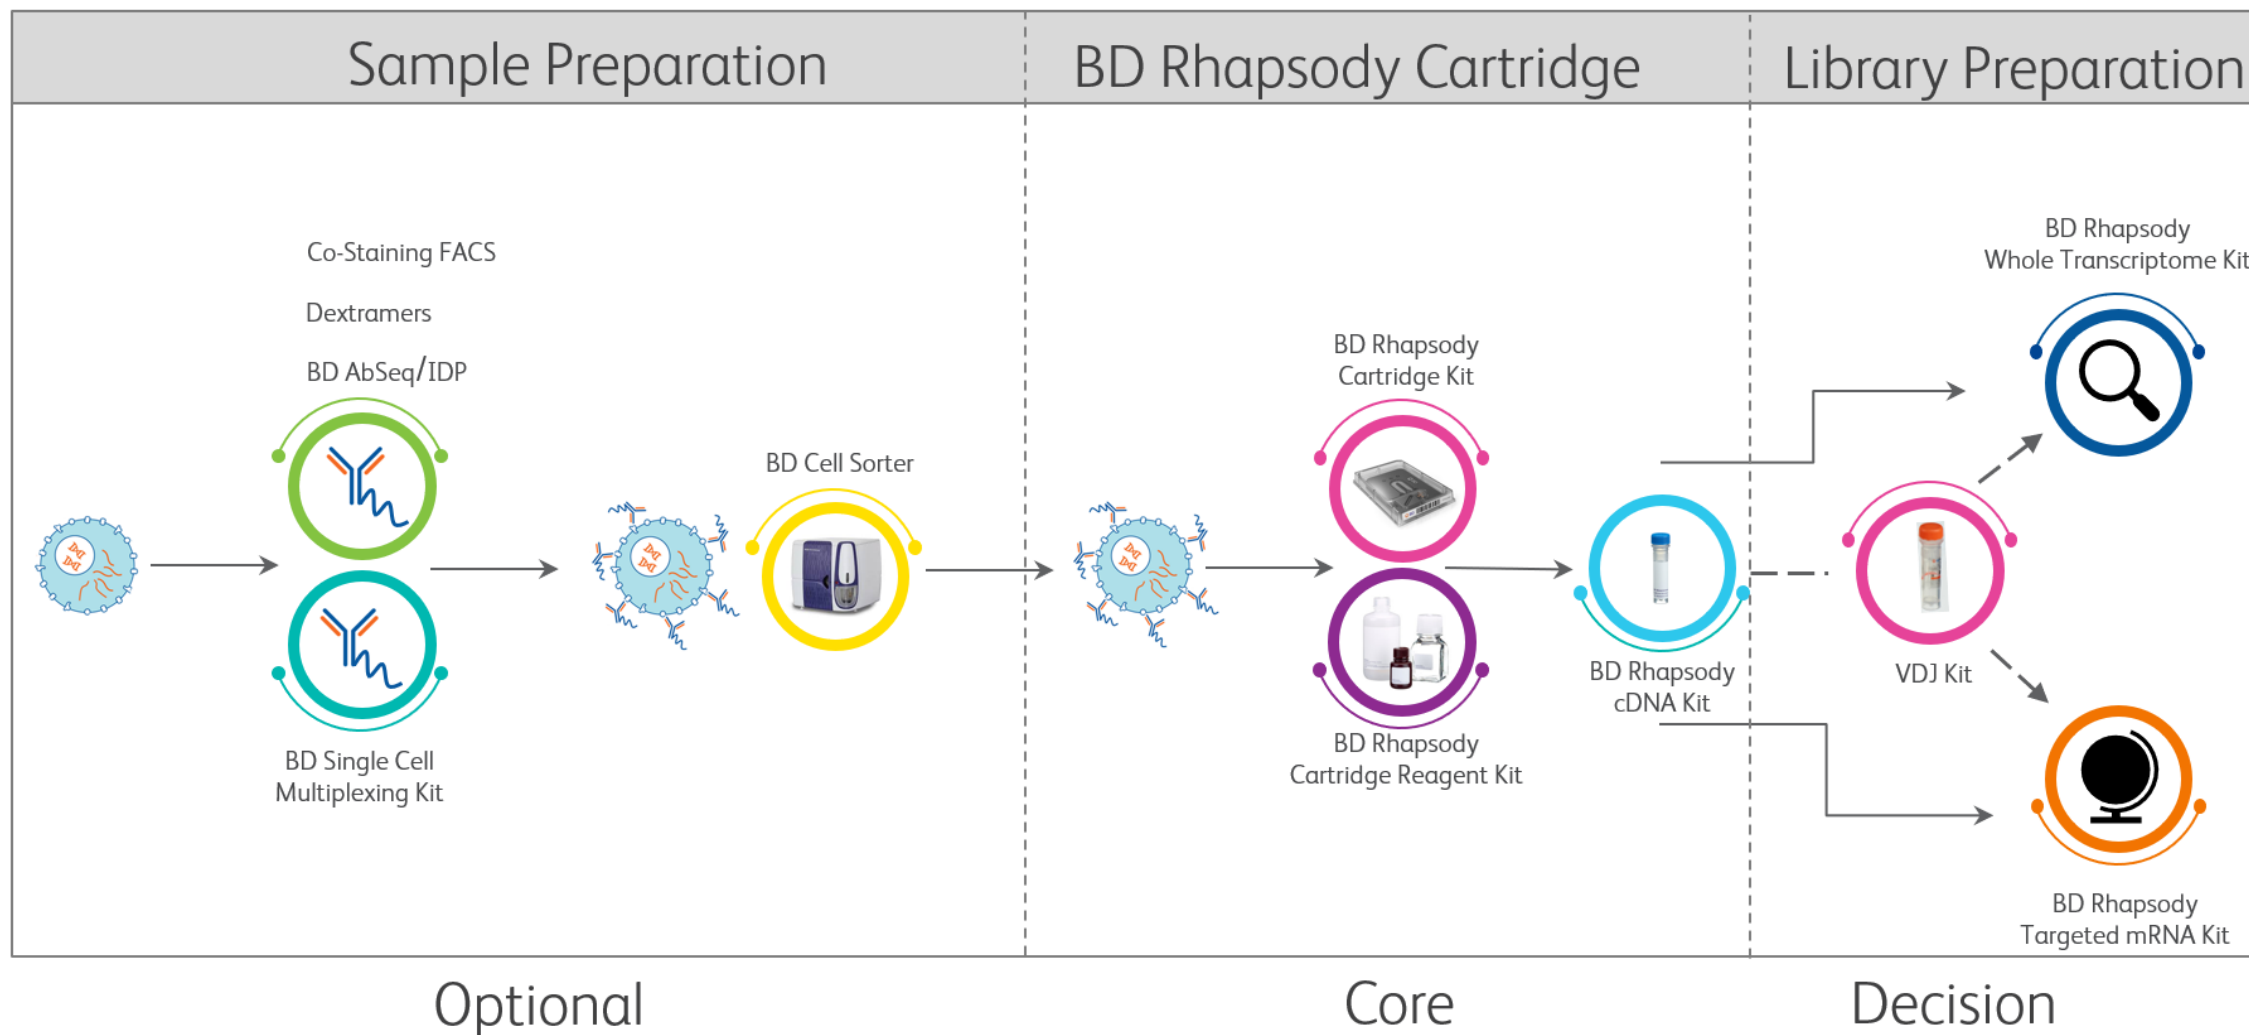 Sample Preparation
BD Rhapsody Cartridge
Library Preparation
Co-Staining FACS
Dextramers
BD AbSeq/IDP
BD Single Cell
Multiplexing Kit
BD Cell Sorter
BD Rhapsody
Cartridge Kit
BD Rhapsody
Cartridge Reagent Kit
BD Rhapsody
cDNA Kit
VDJ Kit
BD Rhapsody
Whole Transcriptome Kit
BD Rhapsody
Targeted mRNA Kit
Optional
Core
Decision